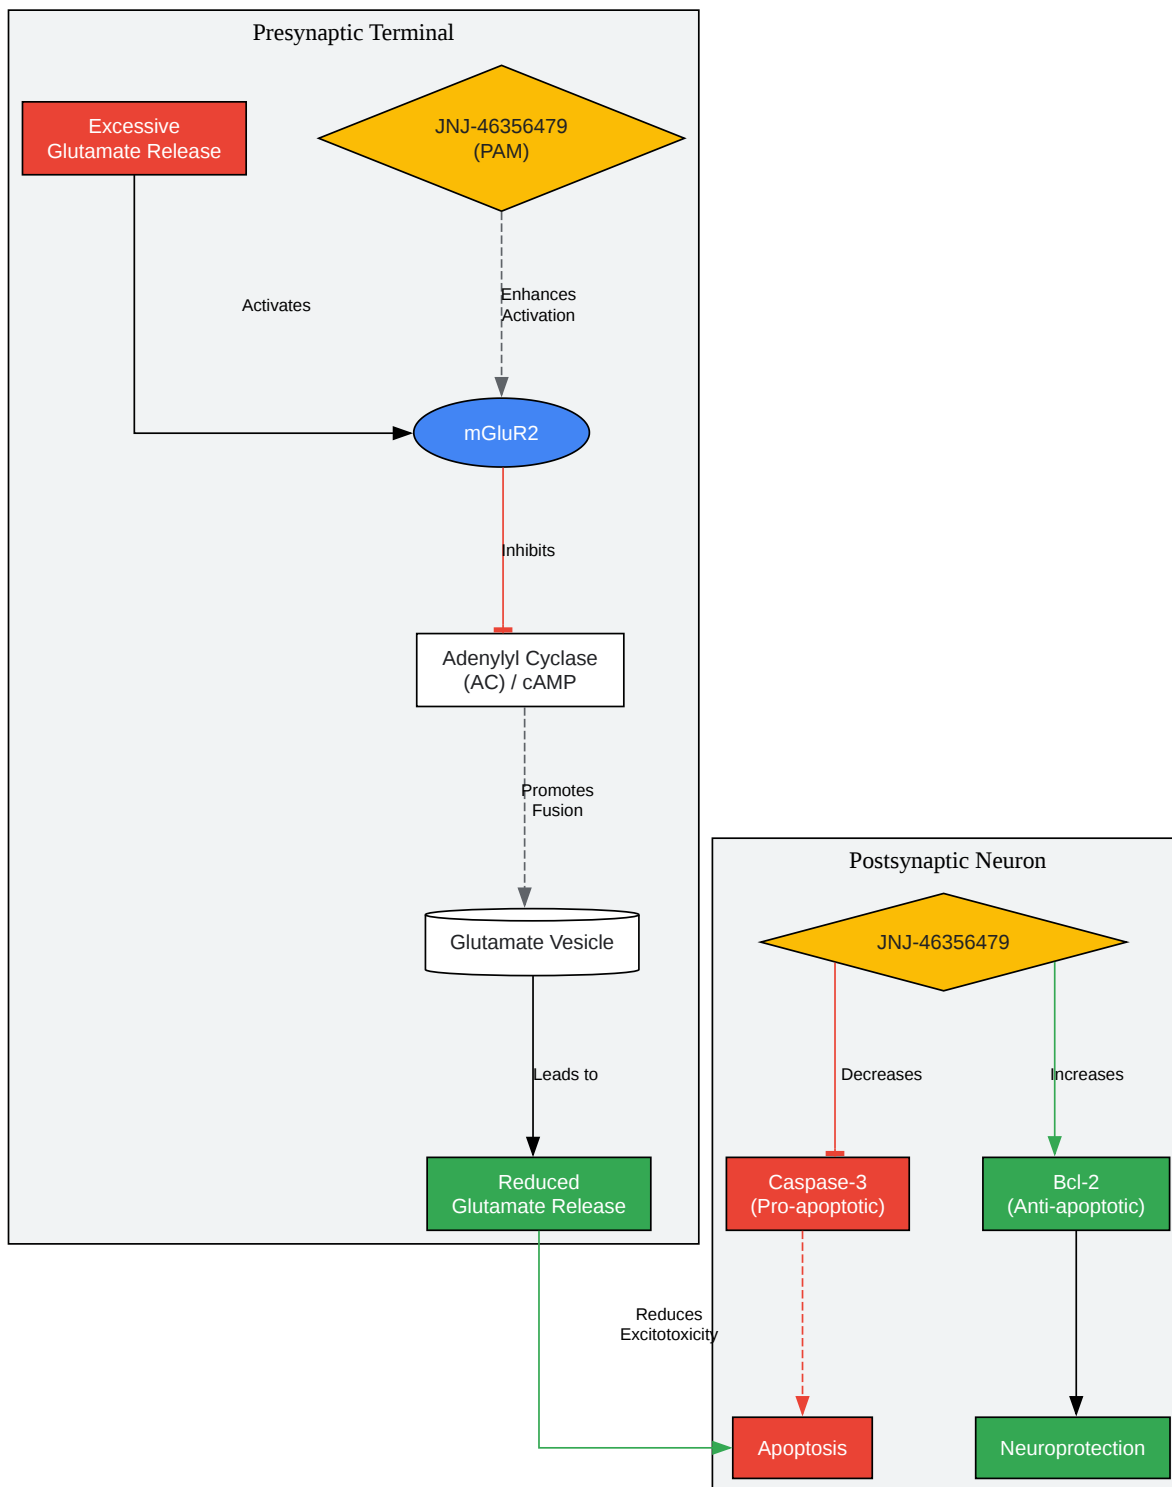 Presynaptic Terminal
Excessive
Glutamate Release
JNJ-46356479
(PAM)
Activates
Enhances
Activation
mGluR2
Inhibits
Adenylyl Cyclase
(AC) / cAMP
Promotes
Fusion
Glutamate Vesicle
Leads to
Reduced
Glutamate Release
Reduces
Excitotoxicity
Postsynaptic Neuron
JNJ-46356479
Decreases
Increases
Caspase-3
(Pro-apoptotic)
Bcl-2
(Anti-apoptotic)
Apoptosis
Neuroprotection